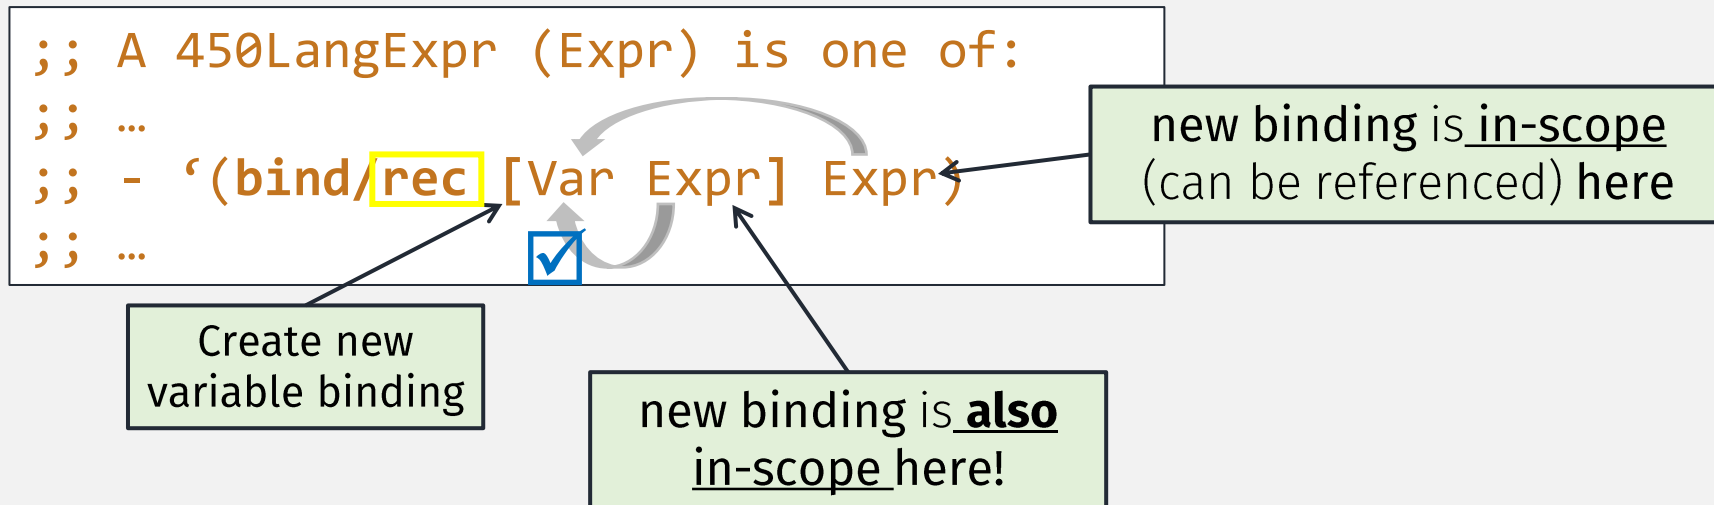 ;; A 450LangExpr (Expr) is one of:
;; …
;; - ‘(bind/rec [Var Expr] Expr)
;; …
new binding is in-scope
(can be referenced) here
Create new
variable binding
new binding is also
in-scope here!